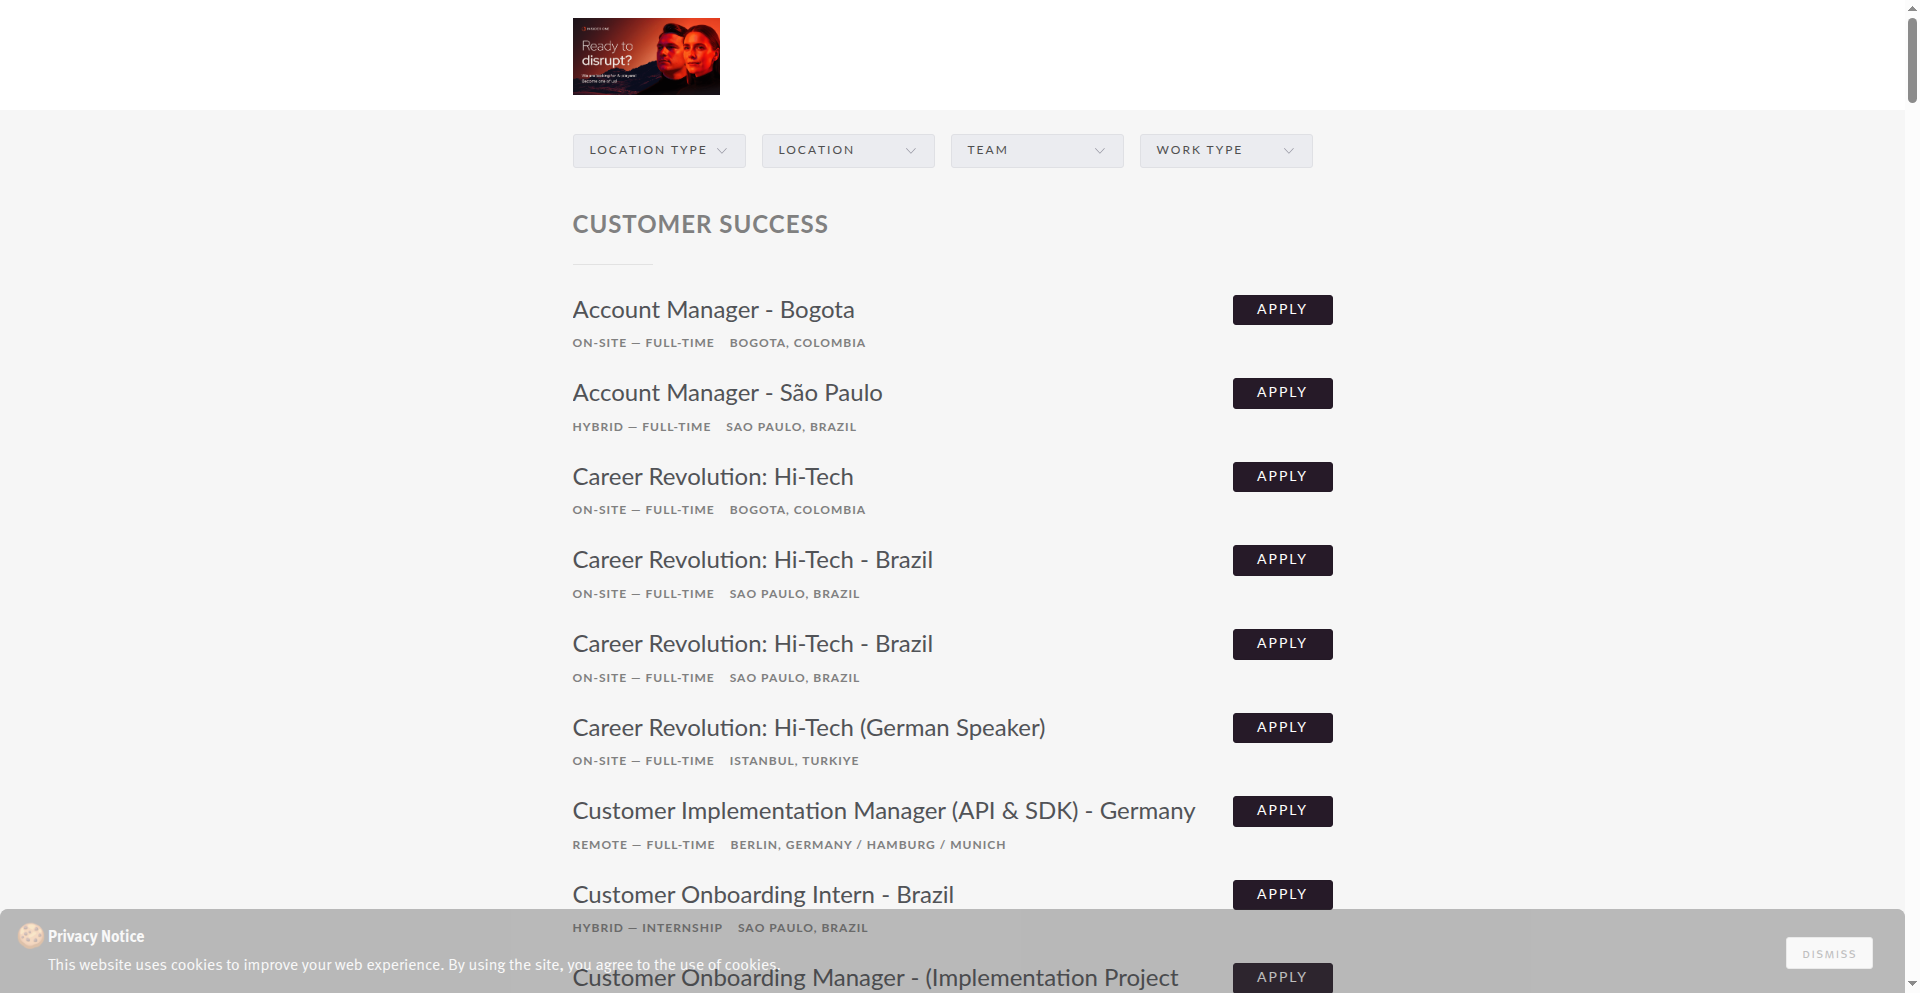 Ready to
disrupt?
LOCATION TYPE
LOCATION
TEAM
WORK TYPE
CUSTOMER SUCCESS
Account Manager - Bogota
APPLY
ON-SITE — FULL-TIME BOGOTA, COLOMBIA
Account Manager - São Paulo
APPLY
HYBRID — FULL-TIME SAO PAULO, BRAZIL
Career Revolution: Hi-Tech
APPLY
ON-SITE — FULL-TIME BOGOTA, COLOMBIA
Career Revolution: Hi-Tech - Brazil
APPLY
ON-SITE — FULL-TIME SAO PAULO, BRAZIL
Career Revolution: Hi-Tech - Brazil
APPLY
ON-SITE — FULL-TIME SAO PAULO, BRAZIL
Career Revolution: Hi-Tech (German Speaker)
APPLY
ON-SITE — FULL-TIME ISTANBUL, TURKIYE
Customer Implementation Manager (API & SDK) - Germany
APPLY
REMOTE — FULL-TIME BERLIN, GERMANY / HAMBURG / MUNICH
Customer Onboarding Intern - Brazil
APPLY
HYBRID — INTERNSHIP SAO PAULO, BRAZIL
Privacy Notice
This website uses cookies to improve your web experience. By using the site, you agree to the use of cookies.
DISMISS
Customer Onboarding Manager - (Implementation Project
APPLY